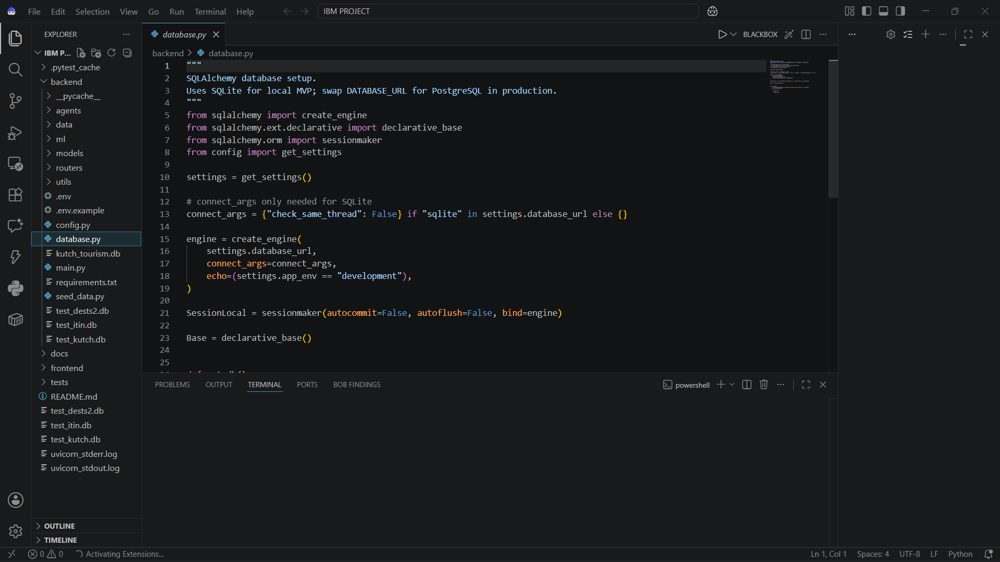 File Edit Selection View Go Run Terminal Help
IBM PROJECT
EXPLORER
IBM P...
.pytest_cache
backend
__pycache__
agents
data
ml
models
routers
utils
.env
.env.example
config.py
database.py
kutch_tourism.db
main.py
requirements.txt
seed_data.py
test_dests2.db
test_itin.db
test_kutch.db
docs
frontend
tests
README.md
test_dests2.db
test_itin.db
test_kutch.db
uvicorn_stderr.log
uvicorn_stdout.log
OUTLINE
TIMELINE
database.py
BLACKBOX
backend > database.py
1 """
2 SQLAlchemy database setup.
3 Uses SQLite for local MVP; swap DATABASE_URL for PostgreSQL in production.
4 """
5 from sqlalchemy import create_engine
6 from sqlalchemy.ext.declarative import declarative_base
7 from sqlalchemy.orm import sessionmaker
8 from config import get_settings
9
10 settings = get_settings()
11
12 # connect_args only needed for SQLite
13 connect_args = {"check_same_thread": False} if "sqlite" in settings.database_url else {}
14
15 engine = create_engine(
16 settings.database_url,
17 connect_args=connect_args,
18 echo=(settings.app_env == "development"),
19 )
20
21 SessionLocal = sessionmaker(autocommit=False, autoflush=False, bind=engine)
22
23 Base = declarative_base()
24
25
PROBLEMS OUTPUT TERMINAL PORTS BOB FINDINGS
powershell
0 0 Activating Extensions...
Ln 1, Col 1 Spaces: 4 UTF-8 LF Python